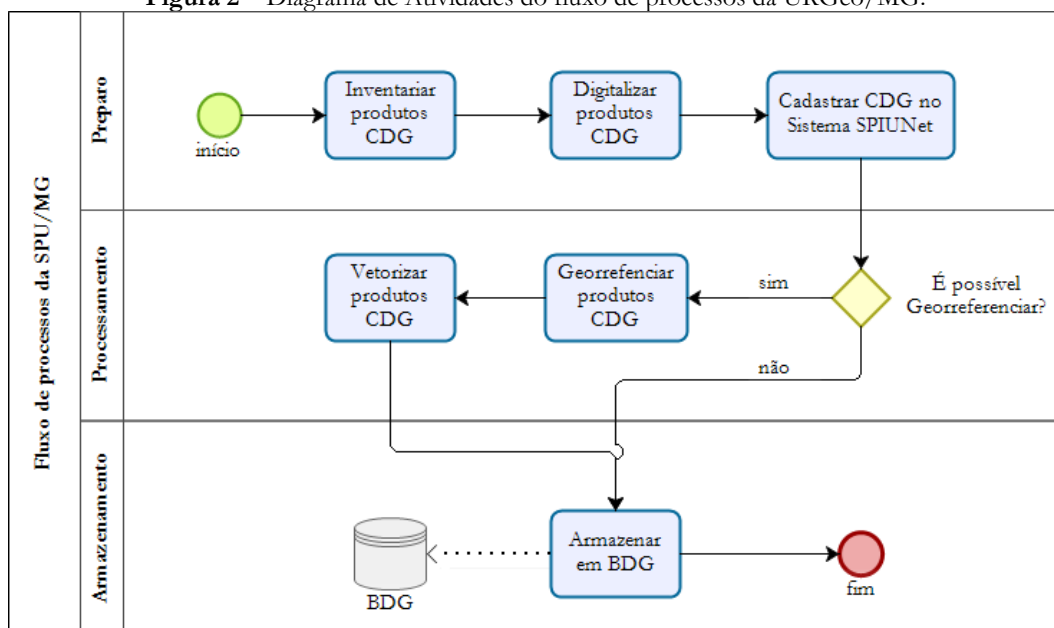 Figura 2 – Diagrama de Atividades do fluxo de processos da URGeo/MG.
Fluxo de processos da SPU/MG
Preparo
início
Inventariar
produtos
CDG
Digitalizar
produtos
CDG
Cadastrar CDG no
Sistema SPIUNet
Processamento
Vetorizar
produtos
CDG
Georrefenciar
produtos
CDG
sim
É possível
Georreferenciar?
não
Armazenamento
BDG
Armazenar
em BDG
fim